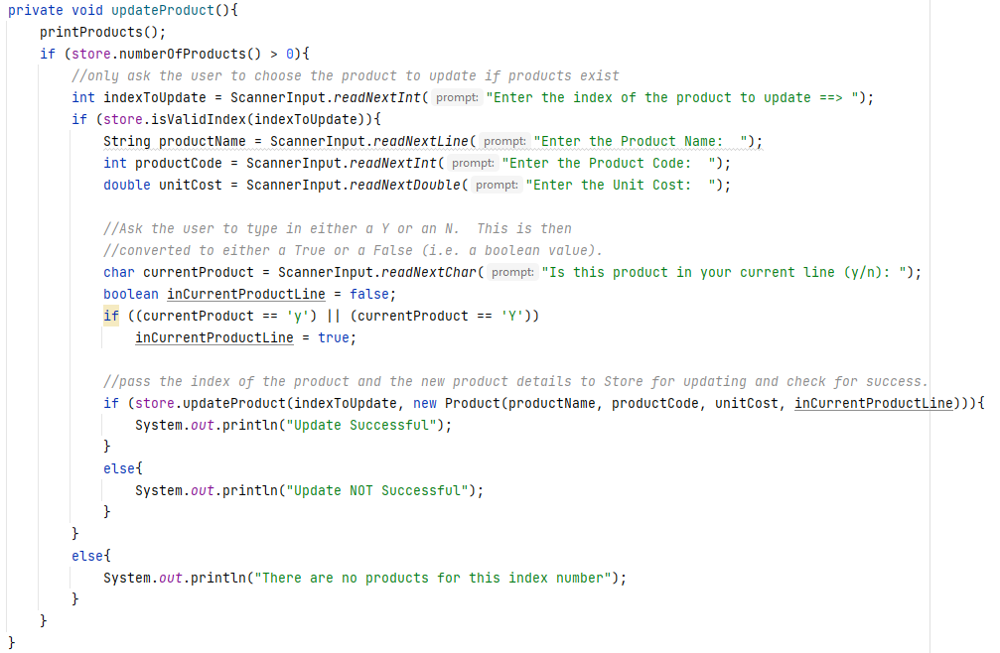 private void updateProduct(){
    printProducts();
    if (store.numberOfProducts() > 0){
        //only ask the user to choose the product to update if products exist
        int indexToUpdate = ScannerInput.readNextInt( prompt: "Enter the index of the product to update ==> ");
        if (store.isValidIndex(indexToUpdate)){
            String productName = ScannerInput.readNextLine( prompt: "Enter the Product Name:  ");
            int productCode = ScannerInput.readNextInt( prompt: "Enter the Product Code:  ");
            double unitCost = ScannerInput.readNextDouble( prompt: "Enter the Unit Cost:  ");

            //Ask the user to type in either a Y or an N.  This is then
            //converted to either a True or a False (i.e. a boolean value).
            char currentProduct = ScannerInput.readNextChar( prompt: "Is this product in your current line (y/n): ");
            boolean inCurrentProductLine = false;
            if ((currentProduct == 'y') || (currentProduct == 'Y'))
                inCurrentProductLine = true;

            //pass the index of the product and the new product details to Store for updating and check for success.
            if (store.updateProduct(indexToUpdate, new Product(productName, productCode, unitCost, inCurrentProductLine))){
                System.out.println("Update Successful");
            }
            else{
                System.out.println("Update NOT Successful");
            }
        }
        else{
            System.out.println("There are no products for this index number");
        }
    }
}